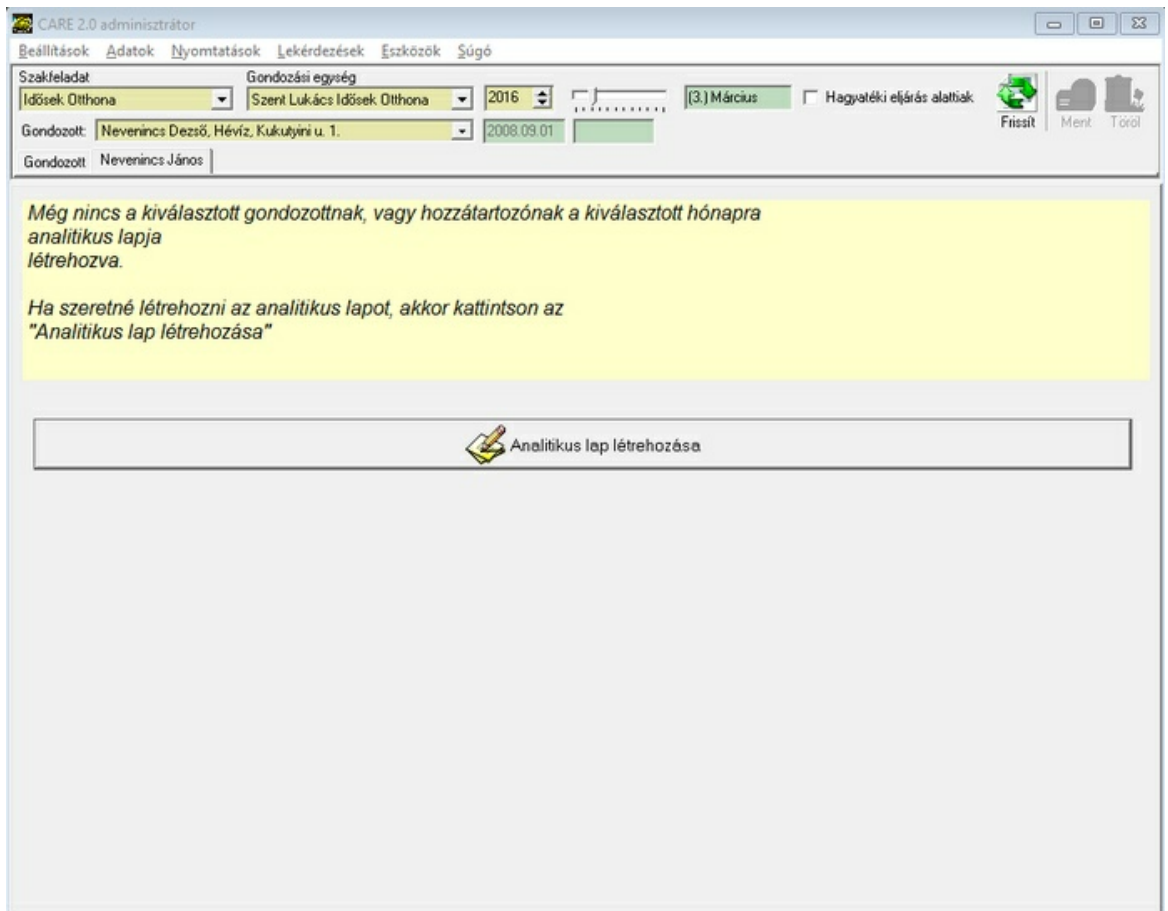 CARE 2.0 adminisztrátor
Beállítások Adatok Nyomtatások Lekérdezések Eszközök Súgó
Szakfeladat Gondozási egység
Idősek Otthona Szent Lukács Idősek Otthona 2016 (3.) Március Hagyatéki eljárás alattiak
Frissít Ment Töröl
Gondozott: Nevenincs Dezső, Hévíz, Kukutyini u. 1. 2008.09.01
Gondozott Nevenincs János
Még nincs a kiválasztott gondozottnak, vagy hozzátartozónak a kiválasztott hónapra
analitikus lapja
létrehozva.
Ha szeretné létrehozni az analitikus lapot, akkor kattintson az
"Analitikus lap létrehozása"
Analitikus lap létrehozása